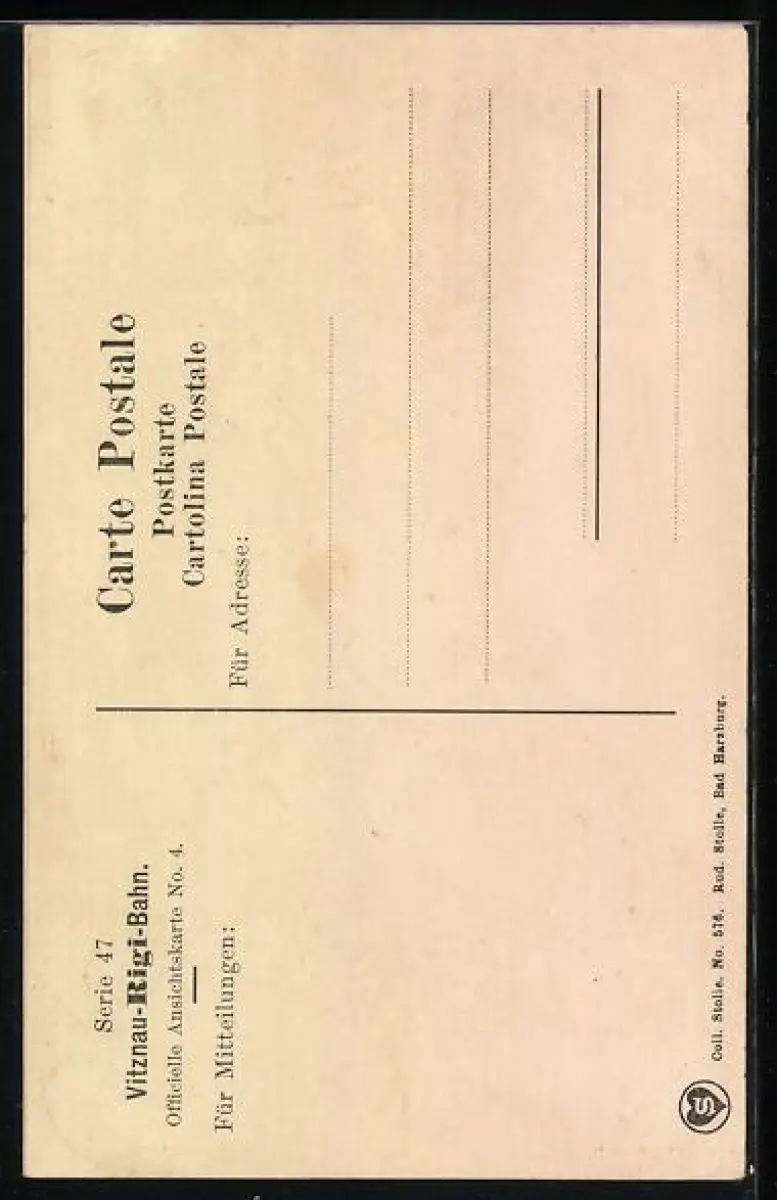 Serie 47
Vitznau-Rigi-Bahn.
Officielle Ansichtskarte No. 4.
Für Mitteilungen:
Carte Postale
Postkarte
Cartolina Postale
Für Adresse:
Coll. Stolle. No. 576. Rud. Stolle, Bad Harzburg.